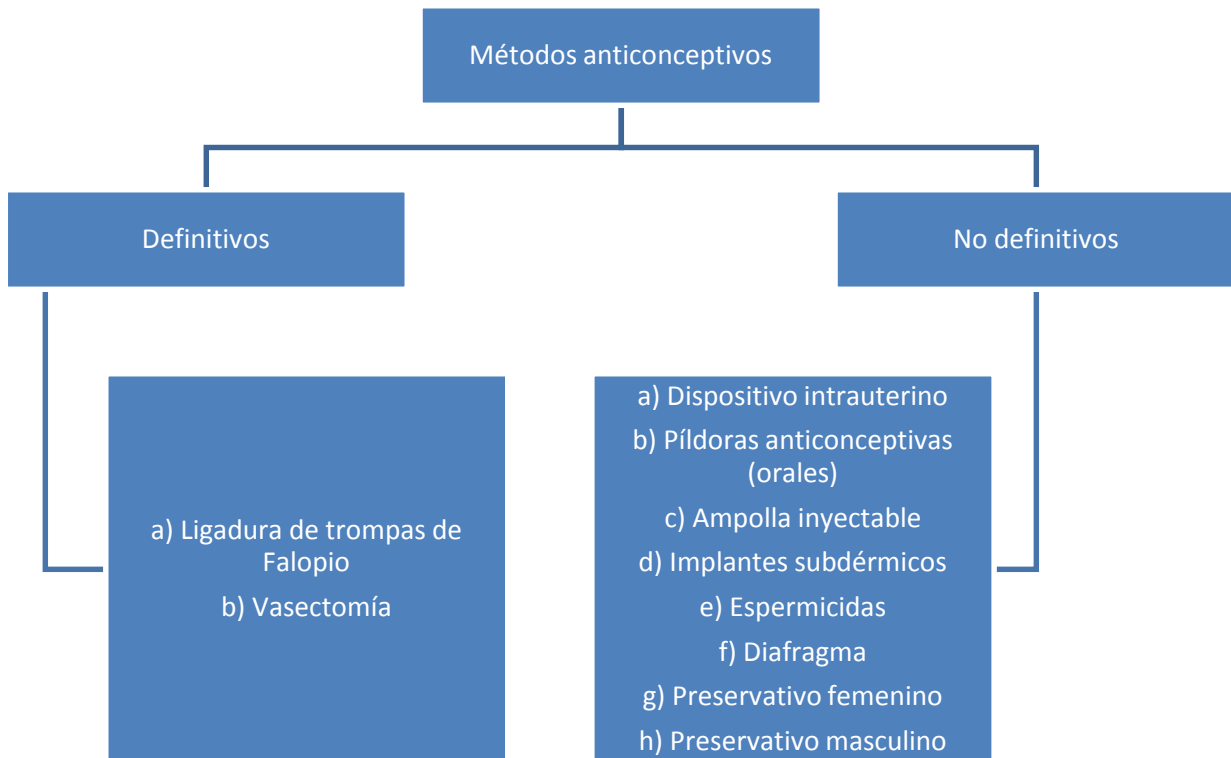 Métodos anticonceptivos
Definitivos
No definitivos
a) Ligadura de trompas de
Falopio
b) Vasectomía
a) Dispositivo intrauterino
b) Píldoras anticonceptivas
(orales)
c) Ampolla inyectable
d) Implantes subdérmicos
e) Espermicidas
f) Diafragma
g) Preservativo femenino
h) Preservativo masculino